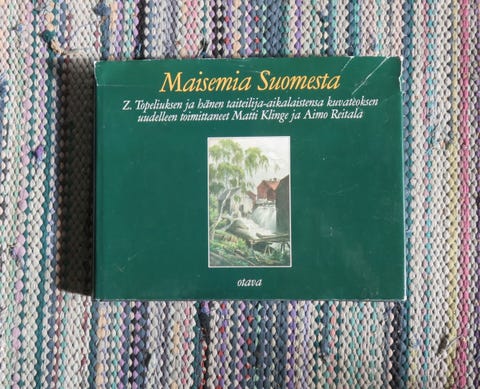 Maisemia Suomesta
Z. Topeliuksen ja hänen taiteilija-aikalaistensa kuvateoksen
uudelleen toimittaneet Matti Klinge ja Aimo Reitala
otava